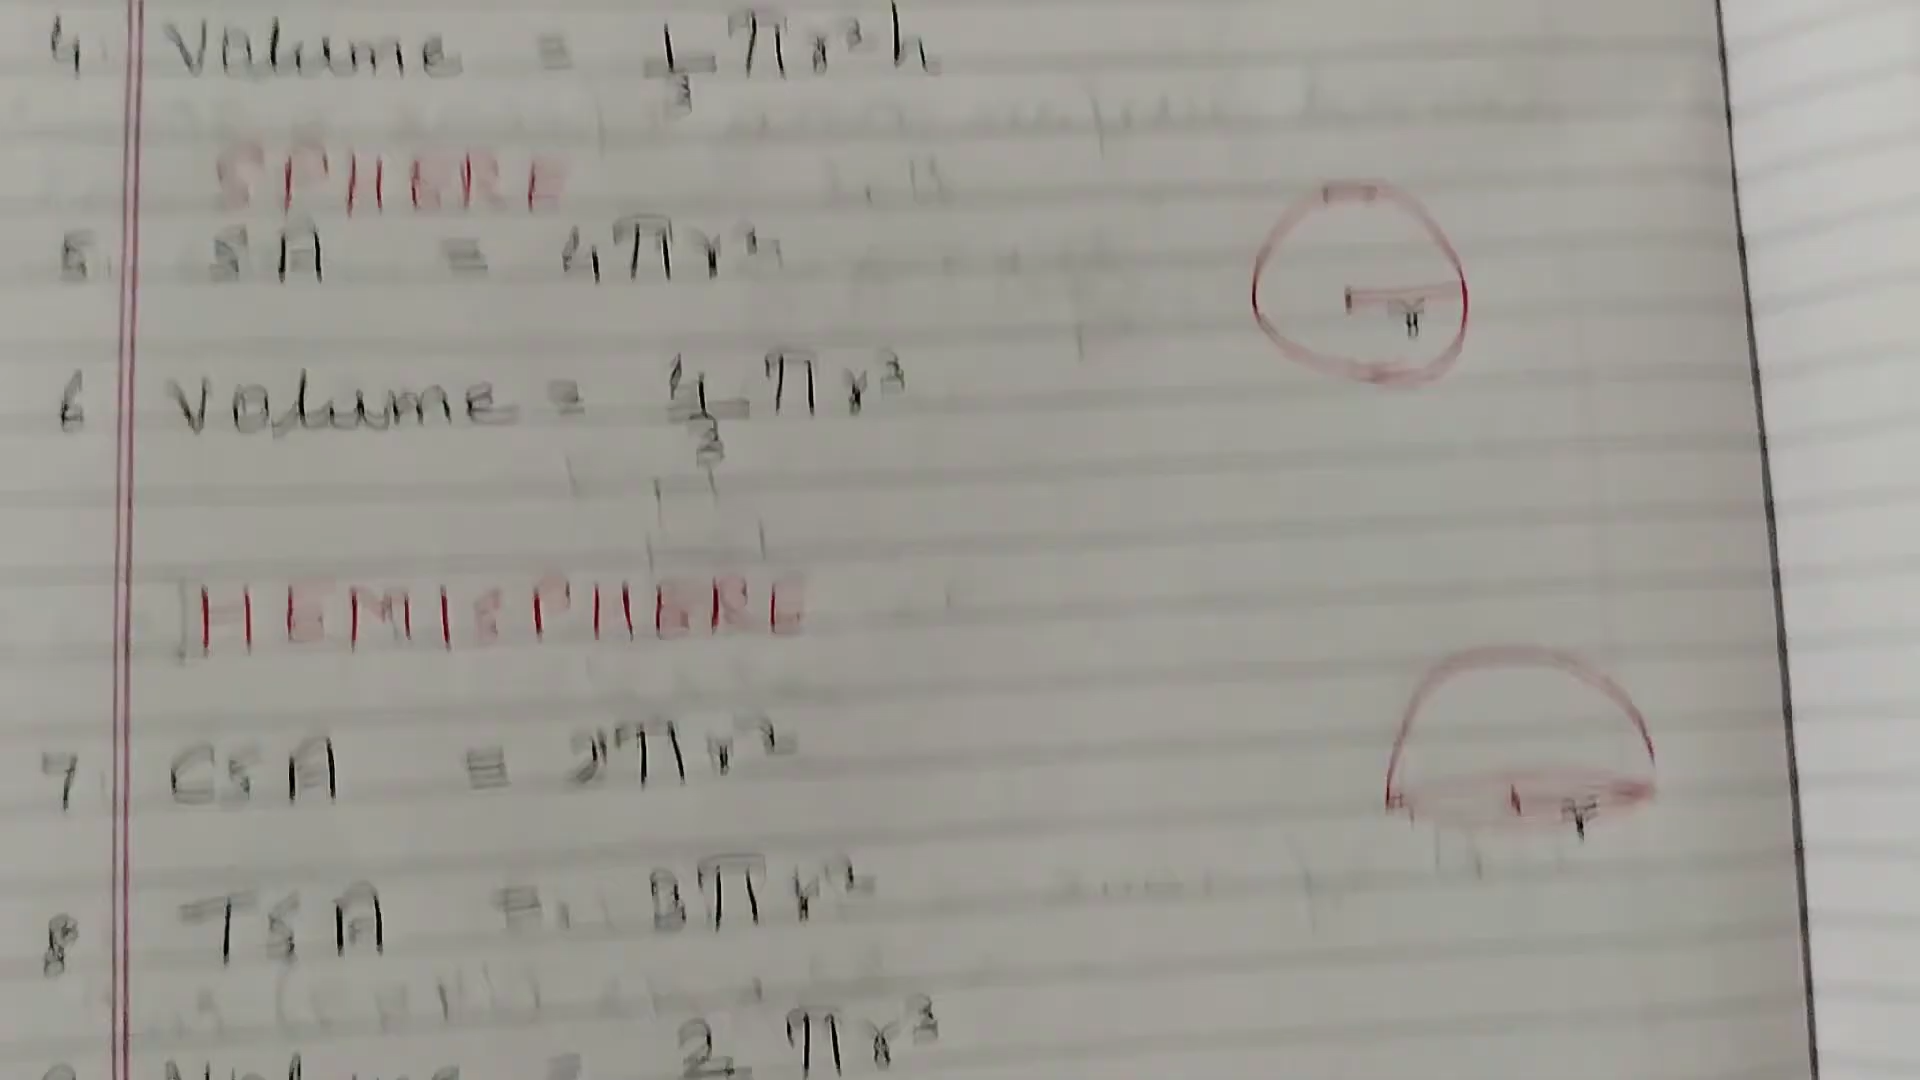 4. Volume = 1/3 πr²h
SPHERE
5. SA = 4πr²
r
6 Volume = 4/3 πr³
HEMISPHERE
7. CSA = 2πr²
r
8 TSA = 3πr²
Volume = 2 πr³